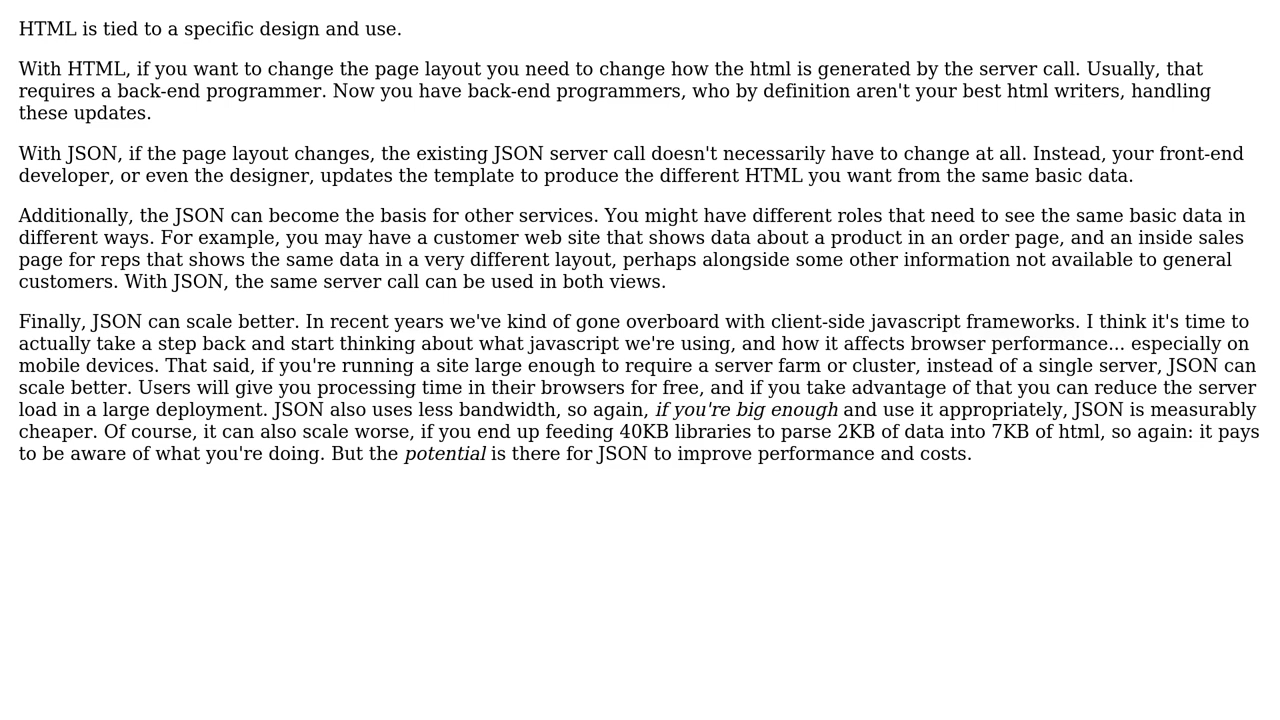 HTML is tied to a specific design and use.
With HTML, if you want to change the page layout you need to change how the html is generated by the server call. Usually, that
requires a back-end programmer. Now you have back-end programmers, who by definition aren't your best html writers, handling
these updates.
With JSON, if the page layout changes, the existing JSON server call doesn't necessarily have to change at all. Instead, your front-end
developer, or even the designer, updates the template to produce the different HTML you want from the same basic data.
Additionally, the JSON can become the basis for other services. You might have different roles that need to see the same basic data in
different ways. For example, you may have a customer web site that shows data about a product in an order page, and an inside sales
page for reps that shows the same data in a very different layout, perhaps alongside some other information not available to general
customers. With JSON, the same server call can be used in both views.
Finally, JSON can scale better. In recent years we've kind of gone overboard with client-side javascript frameworks. I think it's time to
actually take a step back and start thinking about what javascript we're using, and how it affects browser performance... especially on
mobile devices. That said, if you're running a site large enough to require a server farm or cluster, instead of a single server, JSON can
scale better. Users will give you processing time in their browsers for free, and if you take advantage of that you can reduce the server
load in a large deployment. JSON also uses less bandwidth, so again, if you're big enough and use it appropriately, JSON is measurably
cheaper. Of course, it can also scale worse, if you end up feeding 40KB libraries to parse 2KB of data into 7KB of html, so again: it pays
to be aware of what you're doing. But the potential is there for JSON to improve performance and costs.